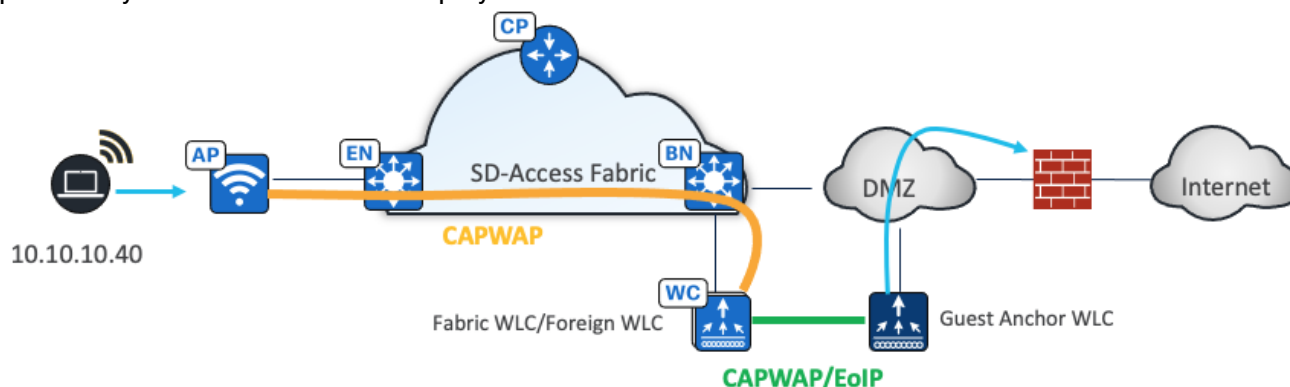 CP
AP
EN
BN
SD-Access Fabric
DMZ
Internet
CAPWAP
10.10.10.40
WC
Fabric WLC/Foreign WLC
Guest Anchor WLC
CAPWAP/EoIP